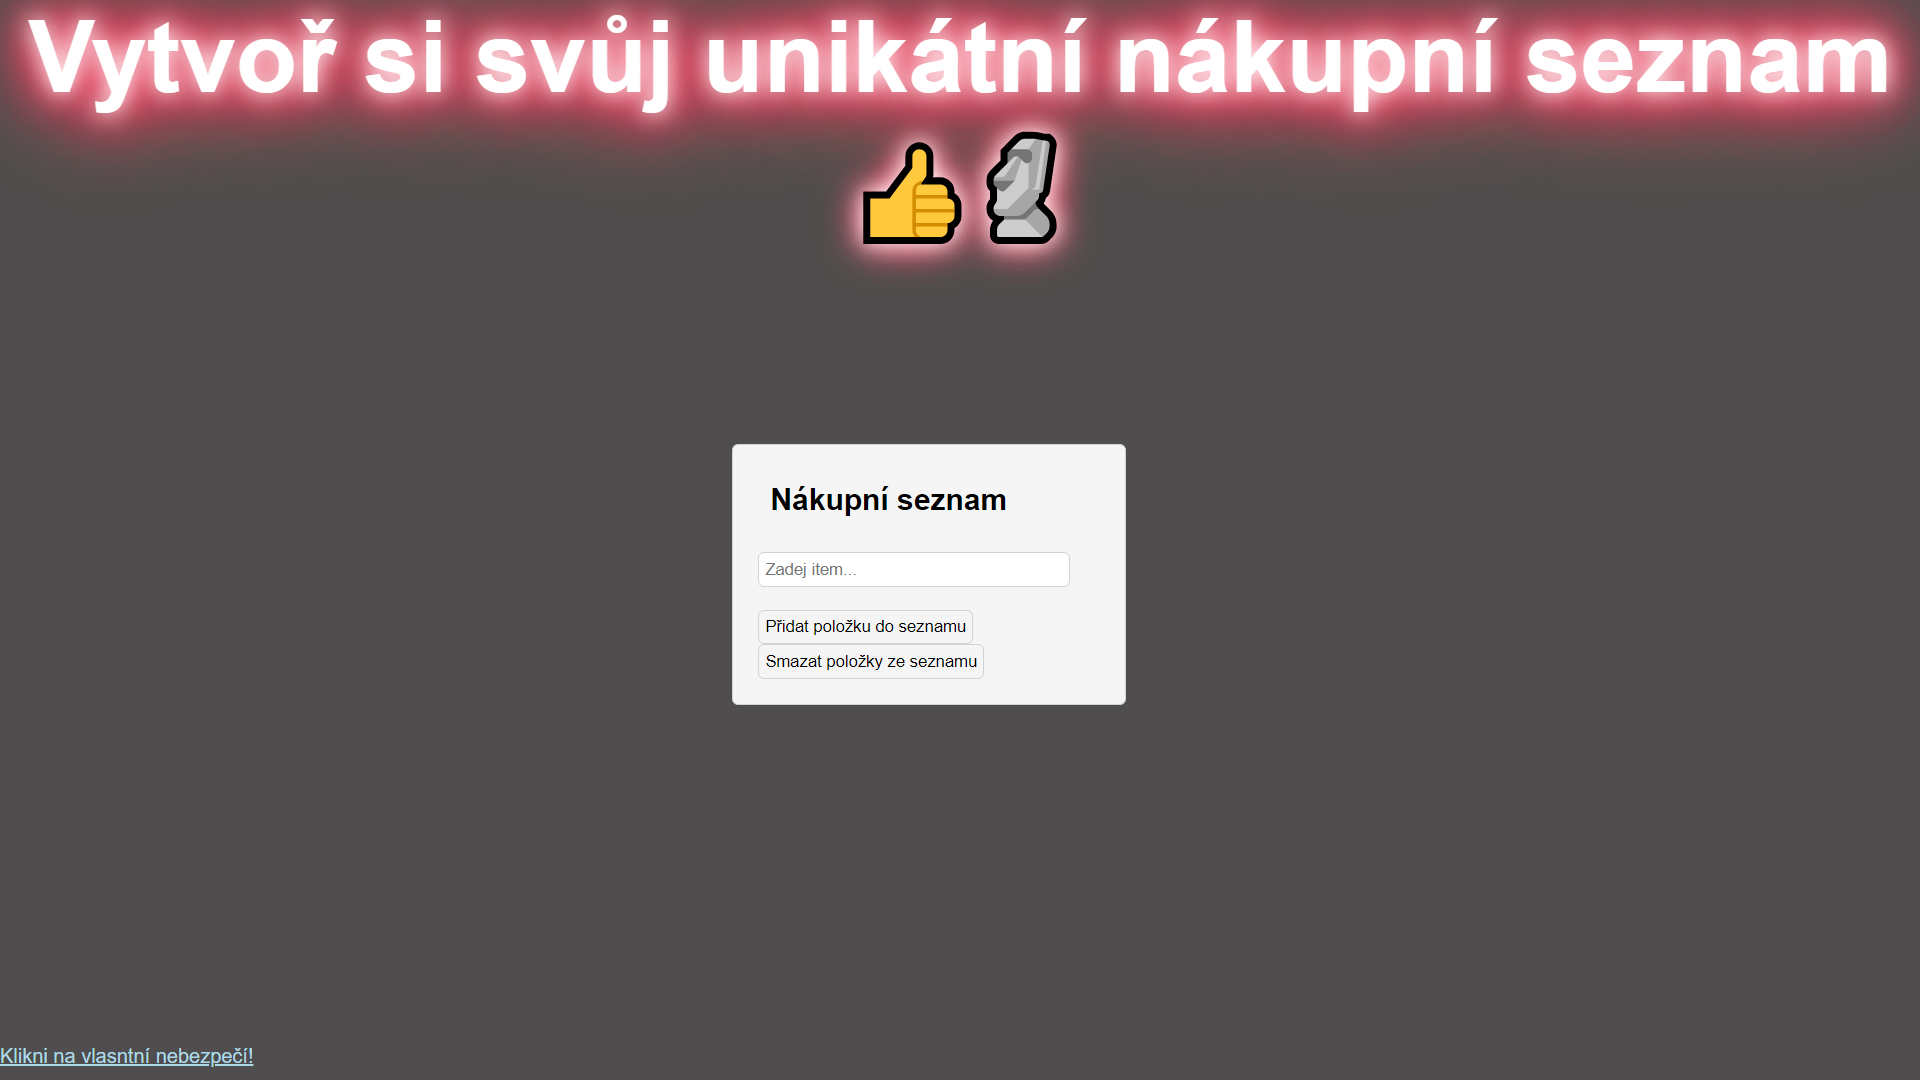 Vytvoř si svůj unikátní nákupní seznam
👍🗿
Nákupní seznam
Zadej item...
Přidat položku do seznamu
Smazat položky ze seznamu
Klikni na vlasntní nebezpečí!